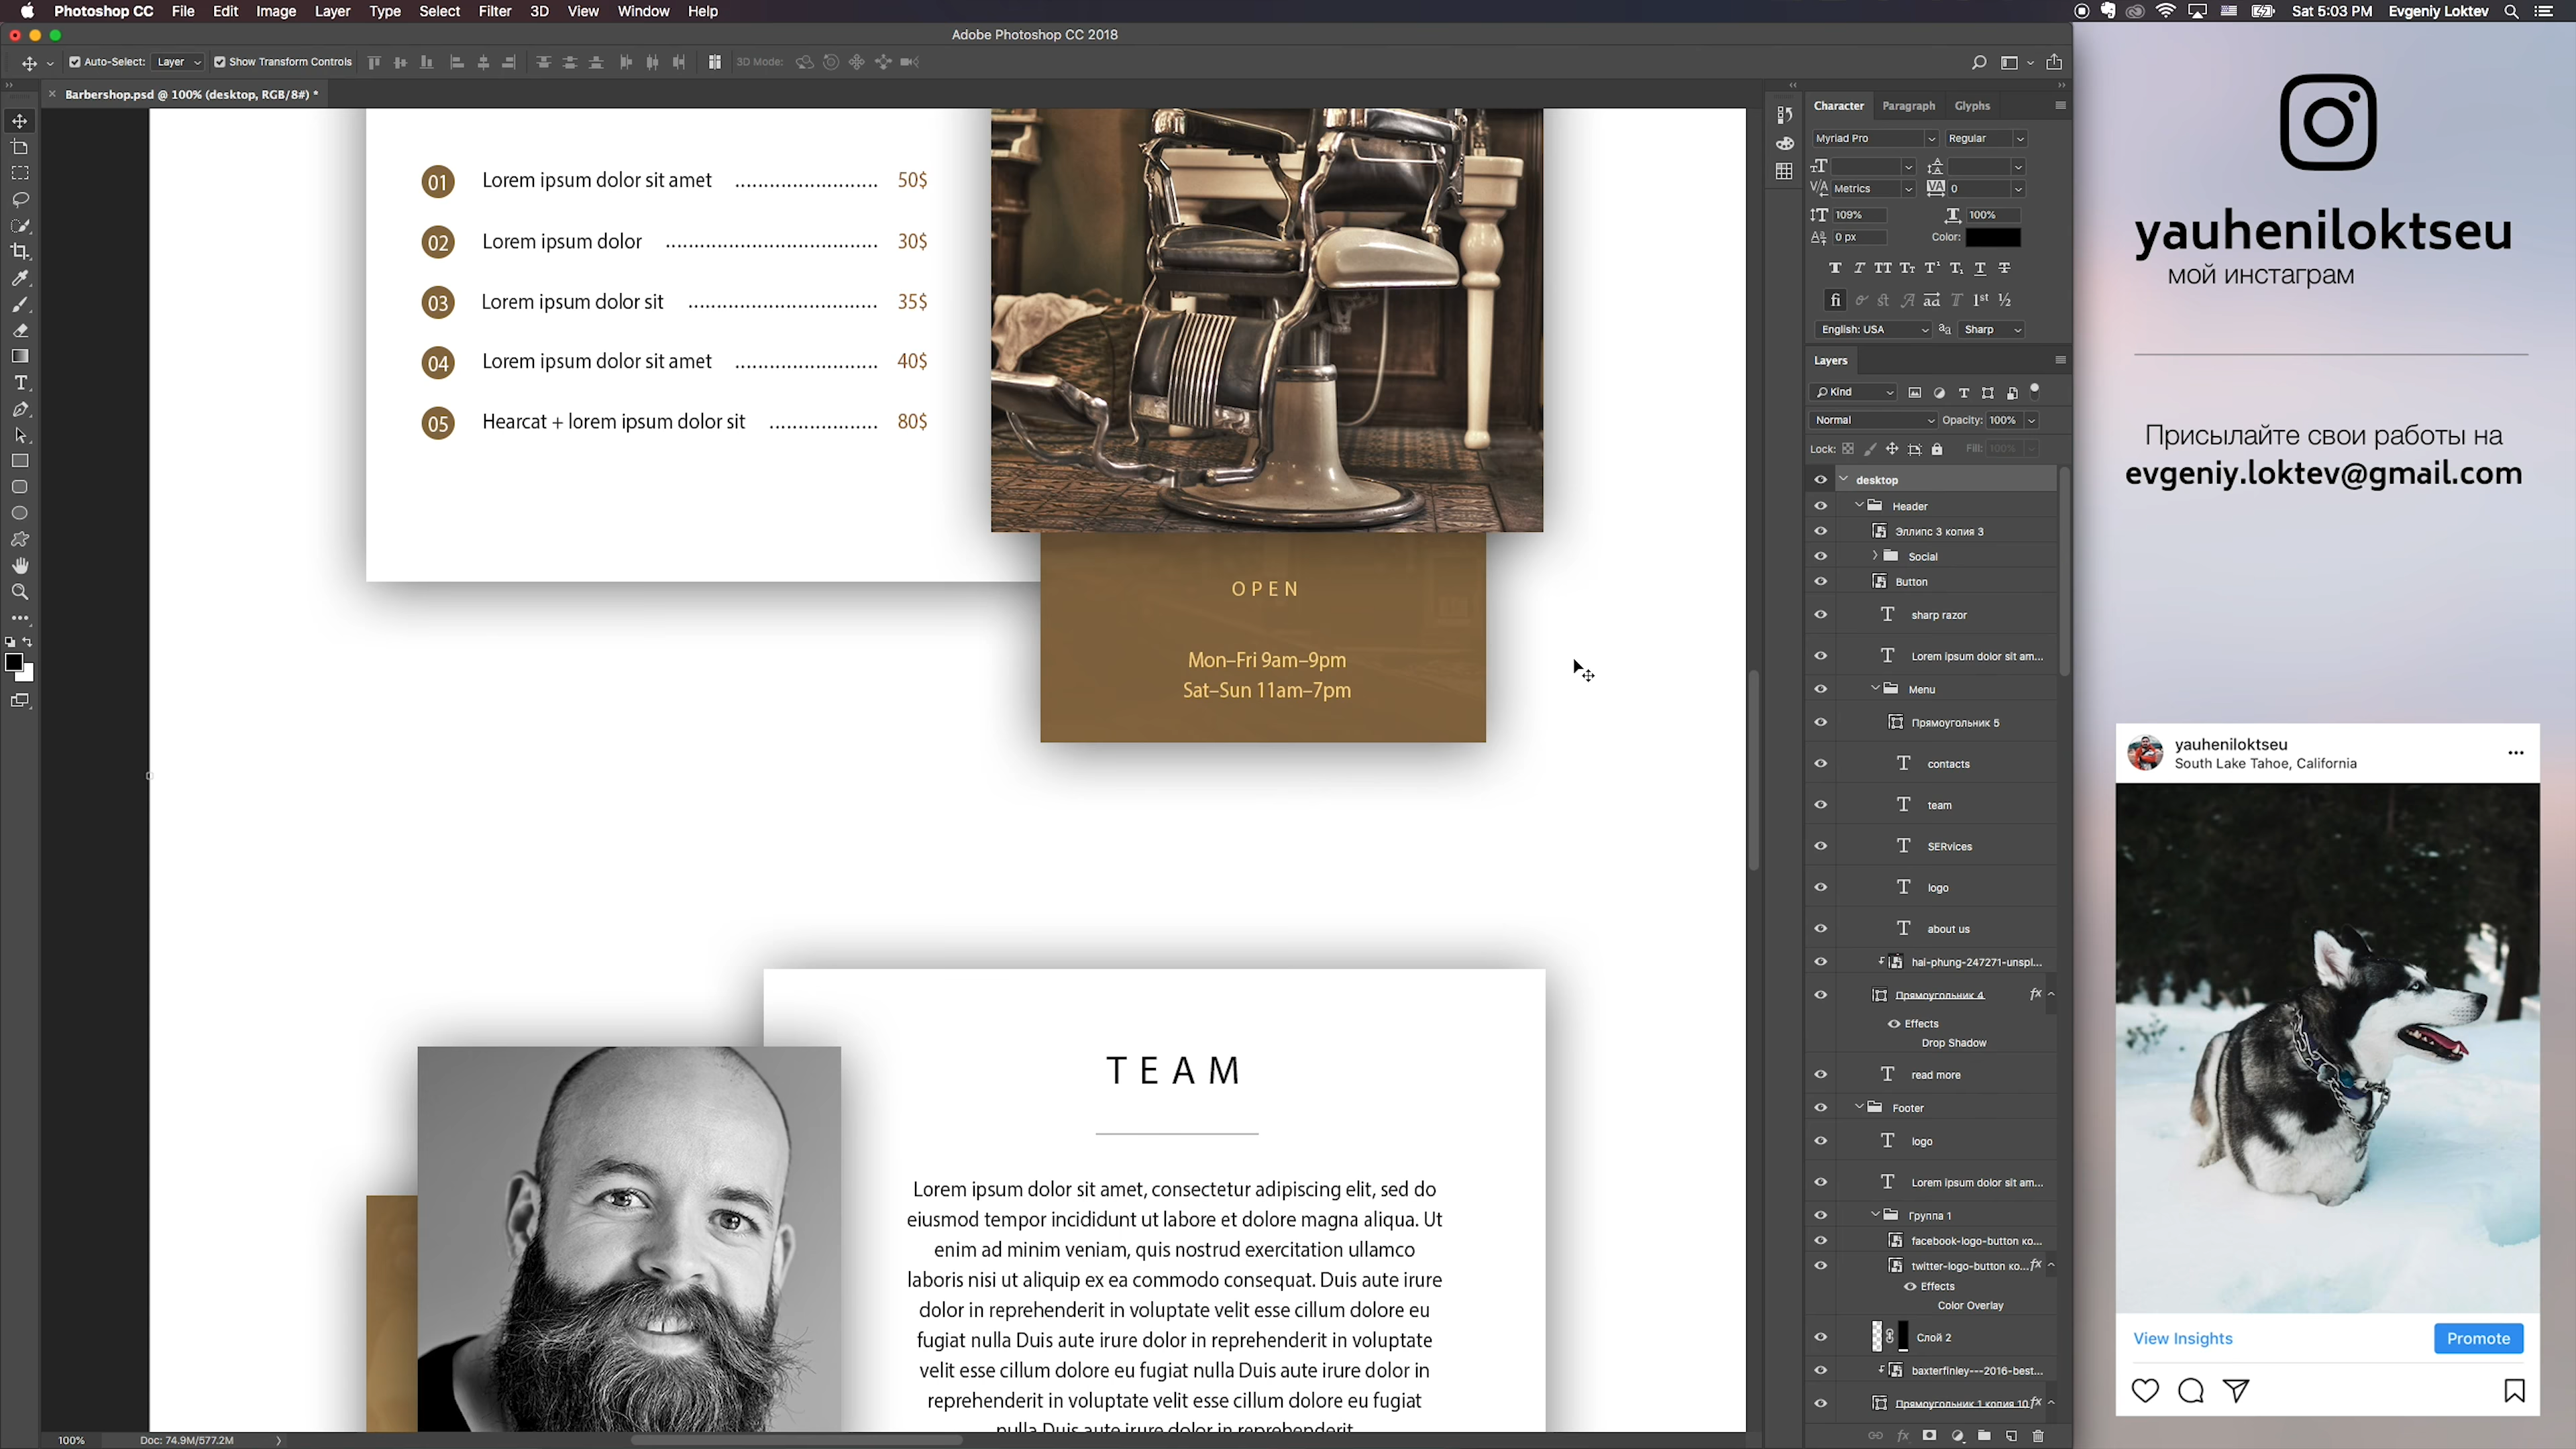 Photoshop CC File Edit Image Layer Type Select Filter 3D View Window Help
Sat 5:03 PM Evgeniy Loktev
Adobe Photoshop CC 2018
Auto-Select: Layer Show Transform Controls 3D Mode:
Barbershop.psd @ 100% (desktop, RGB/8#) *
01 Lorem ipsum dolor sit amet ......................... 50$
02 Lorem ipsum dolor ..................................... 30$
03 Lorem ipsum dolor sit ................................. 35$
04 Lorem ipsum dolor sit amet ......................... 40$
05 Hearcat + lorem ipsum dolor sit ................... 80$
OPEN
Mon–Fri 9am–9pm
Sat–Sun 11am–7pm
TEAM
Lorem ipsum dolor sit amet, consectetur adipiscing elit, sed do
eiusmod tempor incididunt ut labore et dolore magna aliqua. Ut
enim ad minim veniam, quis nostrud exercitation ullamco
laboris nisi ut aliquip ex ea commodo consequat. Duis aute irure
dolor in reprehenderit in voluptate velit esse cillum dolore eu
fugiat nulla Duis aute irure dolor in reprehenderit in voluptate
velit esse cillum dolore eu fugiat nulla Duis aute irure dolor in
reprehenderit in voluptate velit esse cillum dolore eu fugiat
nulla Duis aute irure dolor in reprehenderit
100% Doc: 74.9M/577.2M
Character Paragraph Glyphs
Myriad Pro Regular
Metrics 0
109% 100%
0 px Color:
English: USA Sharp
Layers
Kind
Normal Opacity: 100%
Lock: Fill: 100%
desktop
Header
Эллипс 3 копия 3
Social
Button
sharp razor
Lorem ipsum dolor sit am...
Menu
Прямоугольник 5
contacts
team
SERvices
logo
about us
hai-phung-247271-unspl...
Прямоугольник 4 fx
Effects
Drop Shadow
read more
Footer
logo
Lorem ipsum dolor sit am...
Группа 1
facebook-logo-button ко...
twitter-logo-button ко... fx
Effects
Color Overlay
Слой 2
baxterfinley---2016-best...
Прямоугольник 1 копия 10 fx
yauheniloktseu
мой инстаграм
Присылайте свои работы на
evgeniy.loktev@gmail.com
yauheniloktseu
South Lake Tahoe, California
View Insights Promote